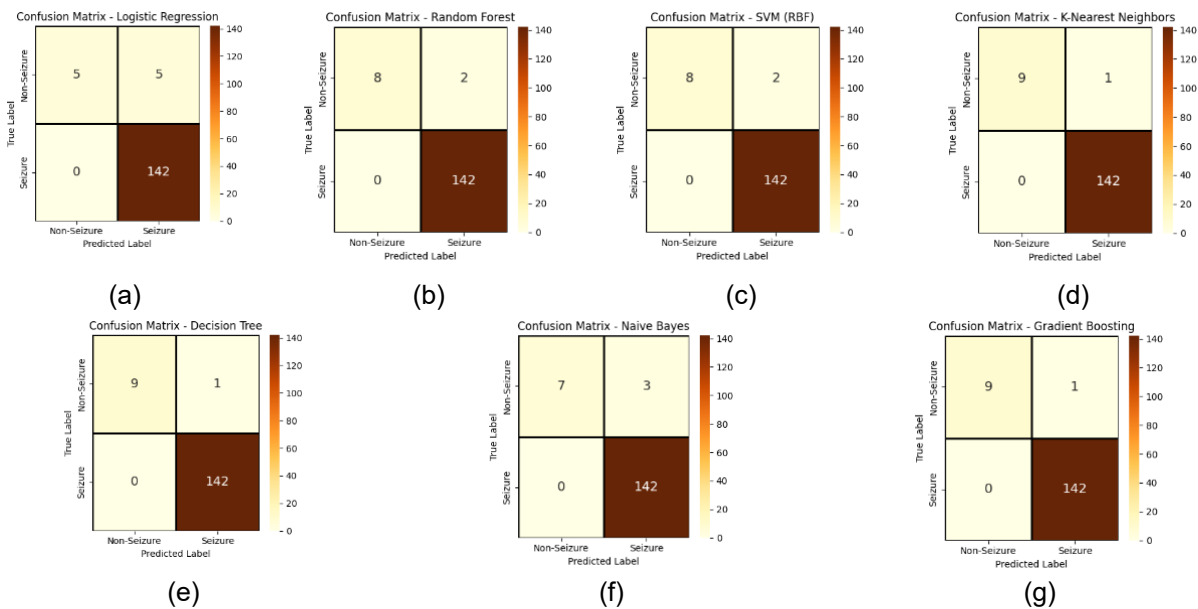 Confusion Matrix - Logistic Regression
True Label
Non-Seizure
Seizure
5 5
0 142
Non-Seizure Seizure
Predicted Label
140
120
100
80
60
40
20
0
(a)
Confusion Matrix - Random Forest
True Label
Non-Seizure
Seizure
8 2
0 142
Non-Seizure Seizure
Predicted Label
140
120
100
80
60
40
20
0
(b)
Confusion Matrix - SVM (RBF)
True Label
Non-Seizure
Seizure
8 2
0 142
Non-Seizure Seizure
Predicted Label
140
120
100
80
60
40
20
0
(c)
Confusion Matrix - K-Nearest Neighbors
True Label
Non-Seizure
Seizure
9 1
0 142
Non-Seizure Seizure
Predicted Label
140
120
100
80
60
40
20
0
(d)
Confusion Matrix - Decision Tree
True Label
Non-Seizure
Seizure
9 1
0 142
Non-Seizure Seizure
Predicted Label
140
120
100
80
60
40
20
0
(e)
Confusion Matrix - Naive Bayes
True Label
Non-Seizure
Seizure
7 3
0 142
Non-Seizure Seizure
Predicted Label
140
120
100
80
60
40
20
0
(f)
Confusion Matrix - Gradient Boosting
True Label
Non-Seizure
Seizure
9 1
0 142
Non-Seizure Seizure
Predicted Label
140
120
100
80
60
40
20
0
(g)